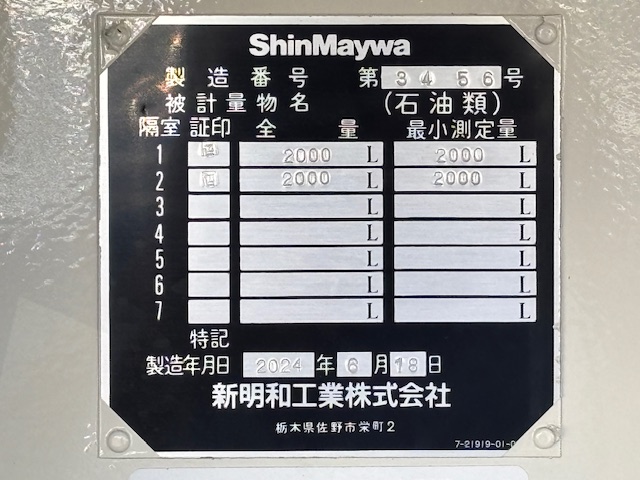 ShinMaywa
製造番号 第3456号
被計量物名 (石油類)
隔室 証印 全量 最小測定量
1 2000 L 2000 L
2 2000 L 2000 L
3 L L
4 L L
5 L L
6 L L
7 L L
特記
製造年月日 2024年6月18日
新明和工業株式会社
栃木県佐野市栄町2
7-21919-01-0